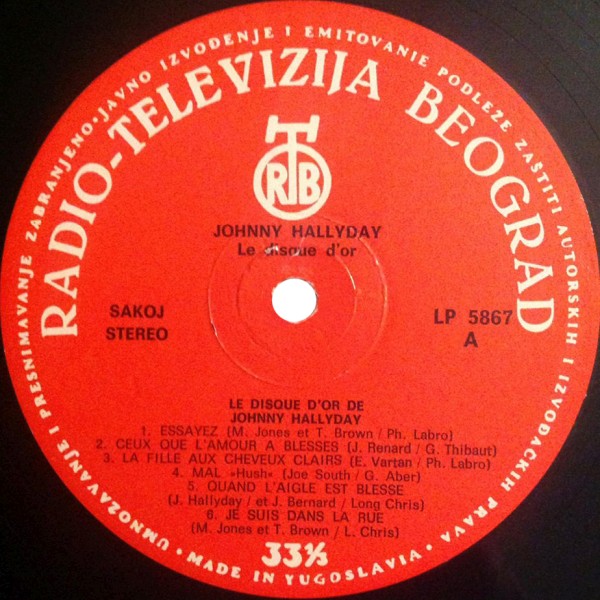 UMNOŽAVANJE I PRESNIMAVANJE ZABRANJENO • JAVNO IZVOĐENJE I EMITOVANJE PODLEŽE ZAŠTITI AUTORSKIH I IZVOĐAČKIH PRAVA •
RADIO-TELEVIZIJA BEOGRAD
RTB
JOHNNY HALLYDAY
Le disque d'or
SAKOJ
STEREO
LP 5867
A
LE DISQUE D'OR DE
JOHNNY HALLYDAY
1. ESSAYEZ (M. Jones et T. Brown / Ph. Labro)
2. CEUX QUE L'AMOUR A BLESSES (J. Renard / G. Thibaut)
3. LA FILLE AUX CHEVEUX CLAIRS (E. Vartan / Ph. Labro)
4. MAL »Hush« (Joe South / G. Aber)
5. QUAND L'AIGLE EST BLESSE
(J. Hallyday / et J. Bernard / Long Chris)
6. JE SUIS DANS LA RUE
(M. Jones et T. Brown / L. Chris)
33⅓
• MADE IN YUGOSLAVIA •